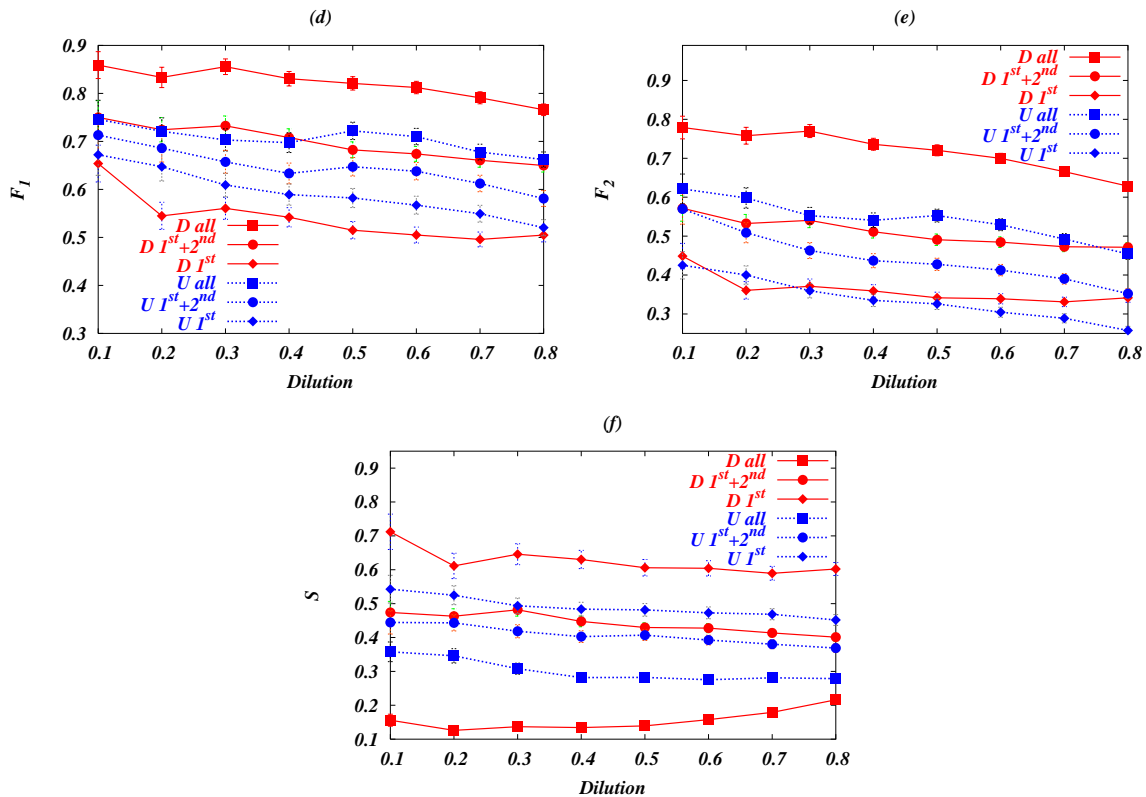 (d)
F1
0.9
0.8
0.7
0.6
0.5
0.4
0.3
D all
D 1st+2nd
D 1st
U all
U 1st+2nd
U 1st
0.1 0.2 0.3 0.4 0.5 0.6 0.7 0.8
Dilution
(e)
F2
0.9
0.8
0.7
0.6
0.5
0.4
0.3
D all
D 1st+2nd
D 1st
U all
U 1st+2nd
U 1st
0.1 0.2 0.3 0.4 0.5 0.6 0.7 0.8
Dilution
(f)
S
0.9
0.8
0.7
0.6
0.5
0.4
0.3
0.2
0.1
D all
D 1st+2nd
D 1st
U all
U 1st+2nd
U 1st
0.1 0.2 0.3 0.4 0.5 0.6 0.7 0.8
Dilution